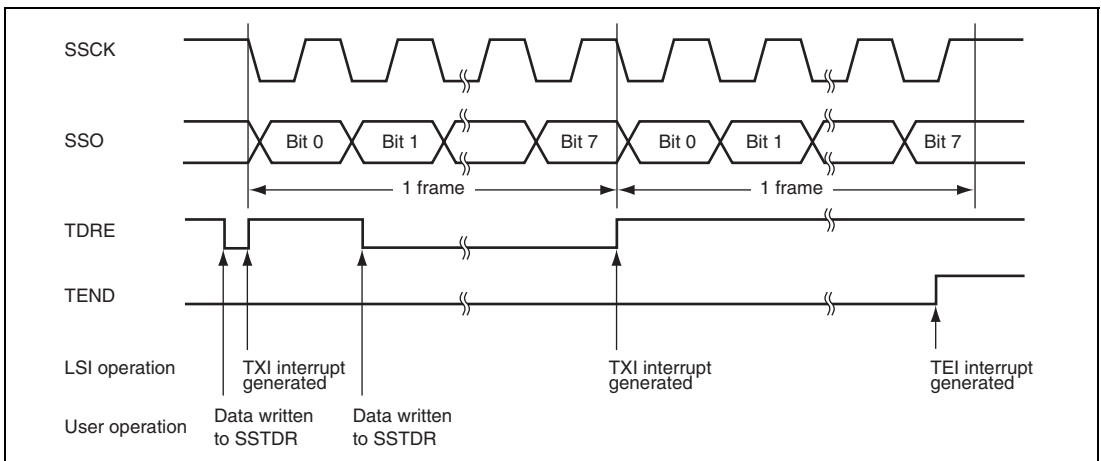 SSCK
SSO
Bit 0 Bit 1 Bit 7 Bit 0 Bit 1 Bit 7
1 frame 1 frame
TDRE
TEND
LSI operation
TXI interrupt
generated
TXI interrupt
generated
TEI interrupt
generated
User operation
Data written
to SSTDR
Data written
to SSTDR